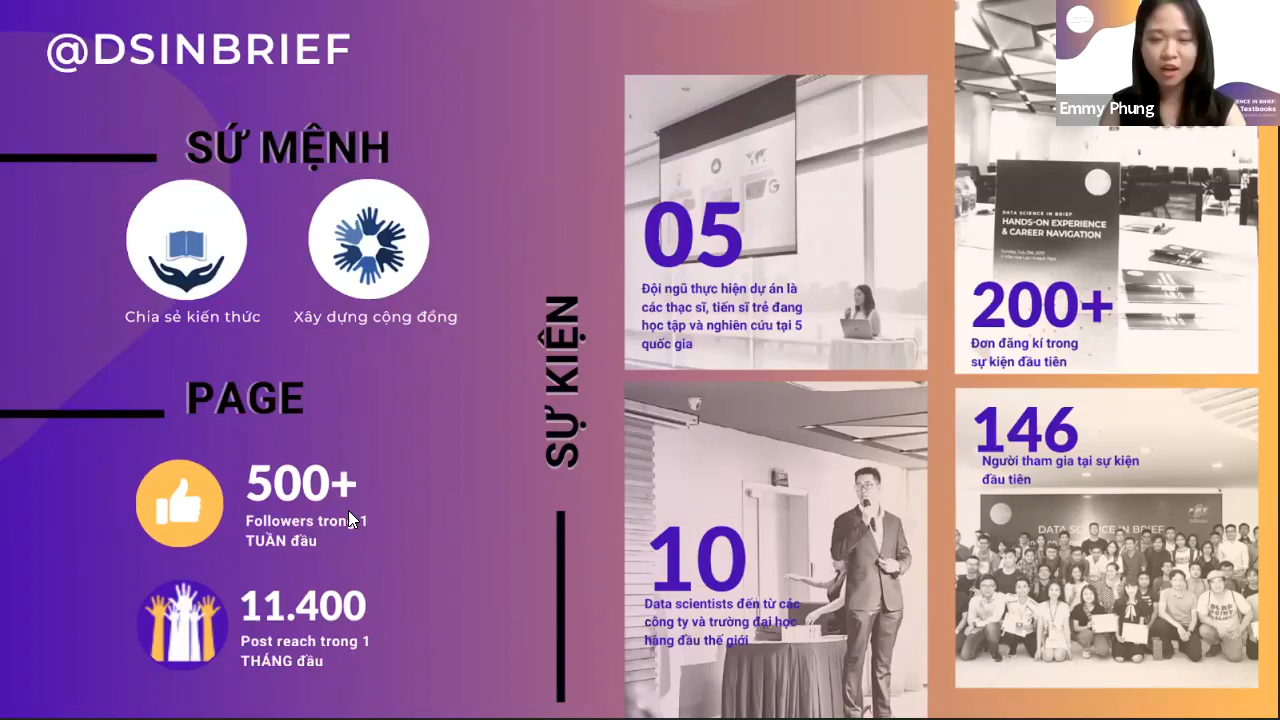 @DSINBRIEF
SỨ MỆNH
Chia sẻ kiến thức
Xây dựng cộng đồng
PAGE
500+
Followers trong 1
TUẦN đầu
11.400
Post reach trong 1
THÁNG đầu
SỰ KIỆN
05
Đội ngũ thực hiện dự án là
các thạc sĩ, tiến sĩ trẻ đang
học tập và nghiên cứu tại 5
quốc gia
10
Data scientists đến từ các
công ty và trường đại học
hàng đầu thế giới
DATA SCIENCE IN BRIEF
HANDS-ON EXPERIENCE
& CAREER NAVIGATION
200+
Đơn đăng kí trong
sự kiện đầu tiên
146
Người tham gia tại sự kiện
đầu tiên
FPT
DATA SCIENCE IN BRIEF
Emmy Phung
IENCE IN BRIEF:
Textbooks